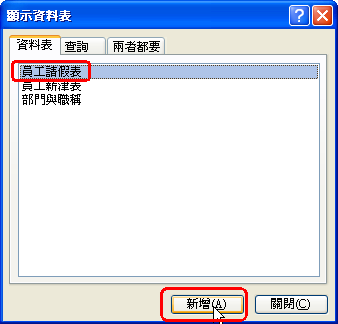 顯示資料表
資料表 查詢 兩者都要
員工請假表
員工薪津表
部門與職稱
新增(A) 關閉(C)